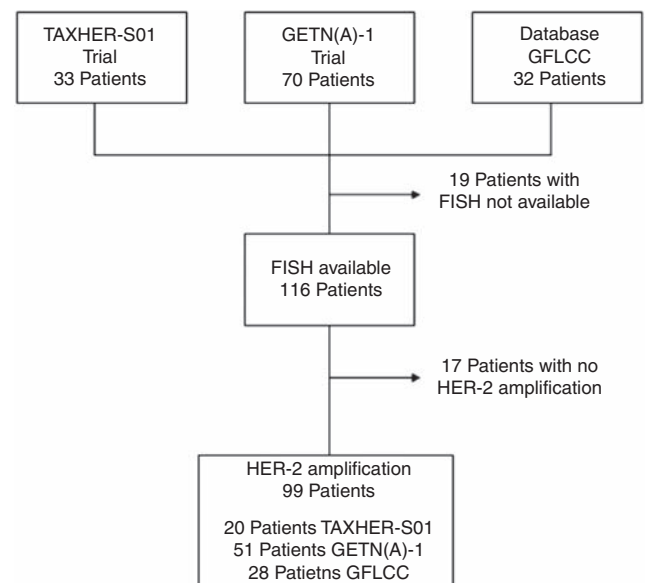 TAXHER-S01
Trial
33 Patients
GETN(A)-1
Trial
70 Patients
Database
GFLCC
32 Patients
19 Patients with
FISH not available
FISH available
116 Patients
17 Patients with no
HER-2 amplification
HER-2 amplification
99 Patients
20 Patients TAXHER-S01
51 Patients GETN(A)-1
28 Patietns GFLCC